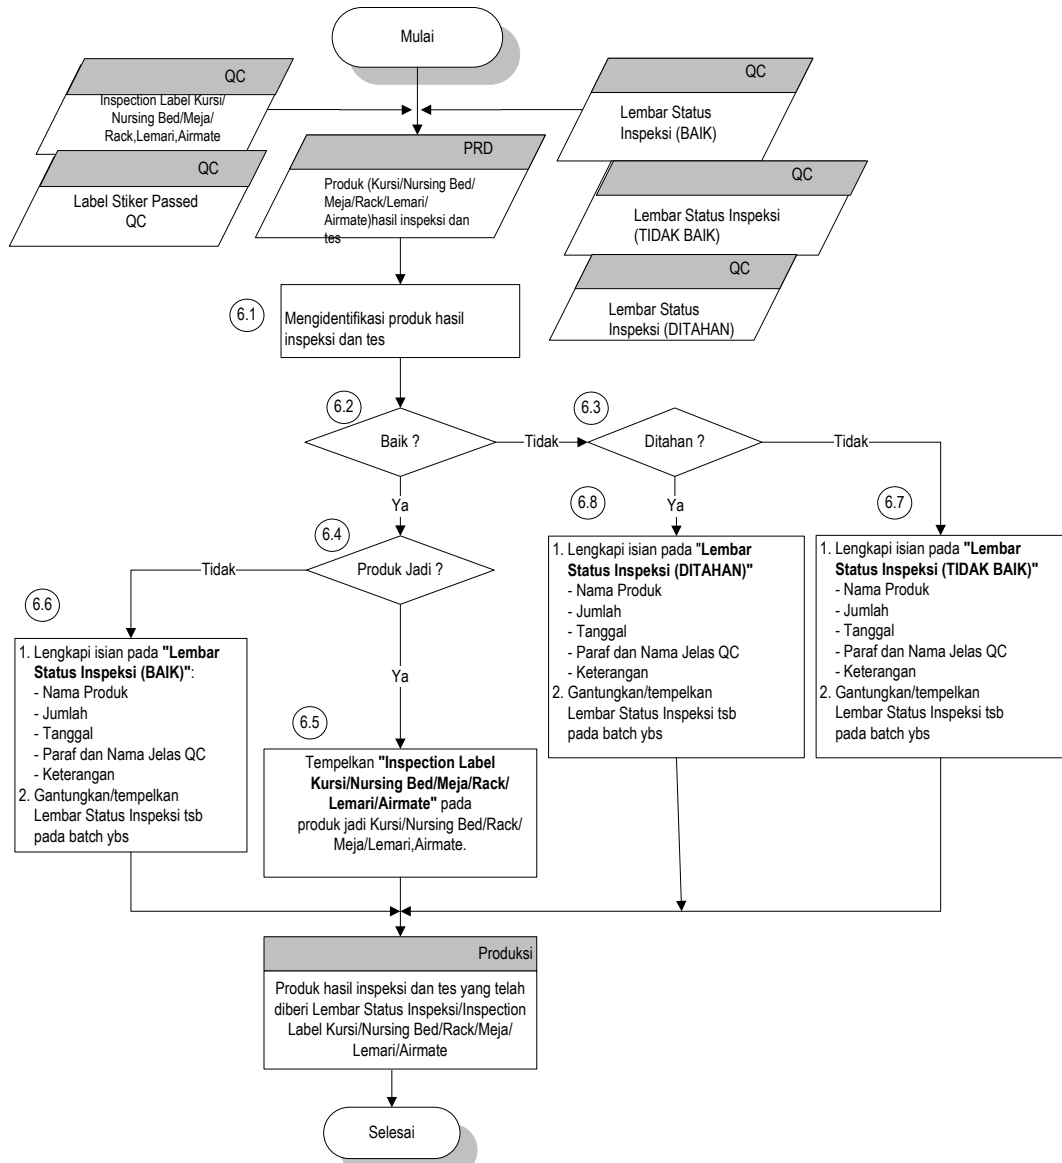 Mulai
QC
Inspection Label Kursi/
Nursing Bed/Meja/
Rack,Lemari,Airmate
QC
Label Stiker Passed
QC
PRD
Produk (Kursi/Nursing Bed/
Meja/Rack/Lemari/
Airmate)hasil inspeksi dan
tes
QC
Lembar Status
Inspeksi (BAIK)
QC
Lembar Status Inspeksi
(TIDAK BAIK)
QC
Lembar Status
Inspeksi (DITAHAN)
6.1
Mengidentifikasi produk hasil
inspeksi dan tes
6.2
Baik ?
Tidak
6.3
Ditahan ?
Tidak
Ya
6.4
Produk Jadi ?
Tidak
Ya
6.8
1. Lengkapi isian pada "Lembar
Status Inspeksi (DITAHAN)"
- Nama Produk
- Jumlah
- Tanggal
- Paraf dan Nama Jelas QC
- Keterangan
2. Gantungkan/tempelkan
Lembar Status Inspeksi tsb
pada batch ybs
6.7
1. Lengkapi isian pada "Lembar
Status Inspeksi (TIDAK BAIK)"
- Nama Produk
- Jumlah
- Tanggal
- Paraf dan Nama Jelas QC
- Keterangan
2. Gantungkan/tempelkan
Lembar Status Inspeksi tsb
pada batch ybs
6.6
1. Lengkapi isian pada "Lembar
Status Inspeksi (BAIK)":
- Nama Produk
- Jumlah
- Tanggal
- Paraf dan Nama Jelas QC
- Keterangan
2. Gantungkan/tempelkan
Lembar Status Inspeksi tsb
pada batch ybs
Ya
6.5
Tempelkan "Inspection Label
Kursi/Nursing Bed/Meja/Rack/
Lemari/Airmate" pada
produk jadi Kursi/Nursing Bed/Rack/
Meja/Lemari,Airmate.
Produksi
Produk hasil inspeksi dan tes yang telah
diberi Lembar Status Inspeksi/Inspection
Label Kursi/Nursing Bed/Rack/Meja/
Lemari/Airmate
Selesai